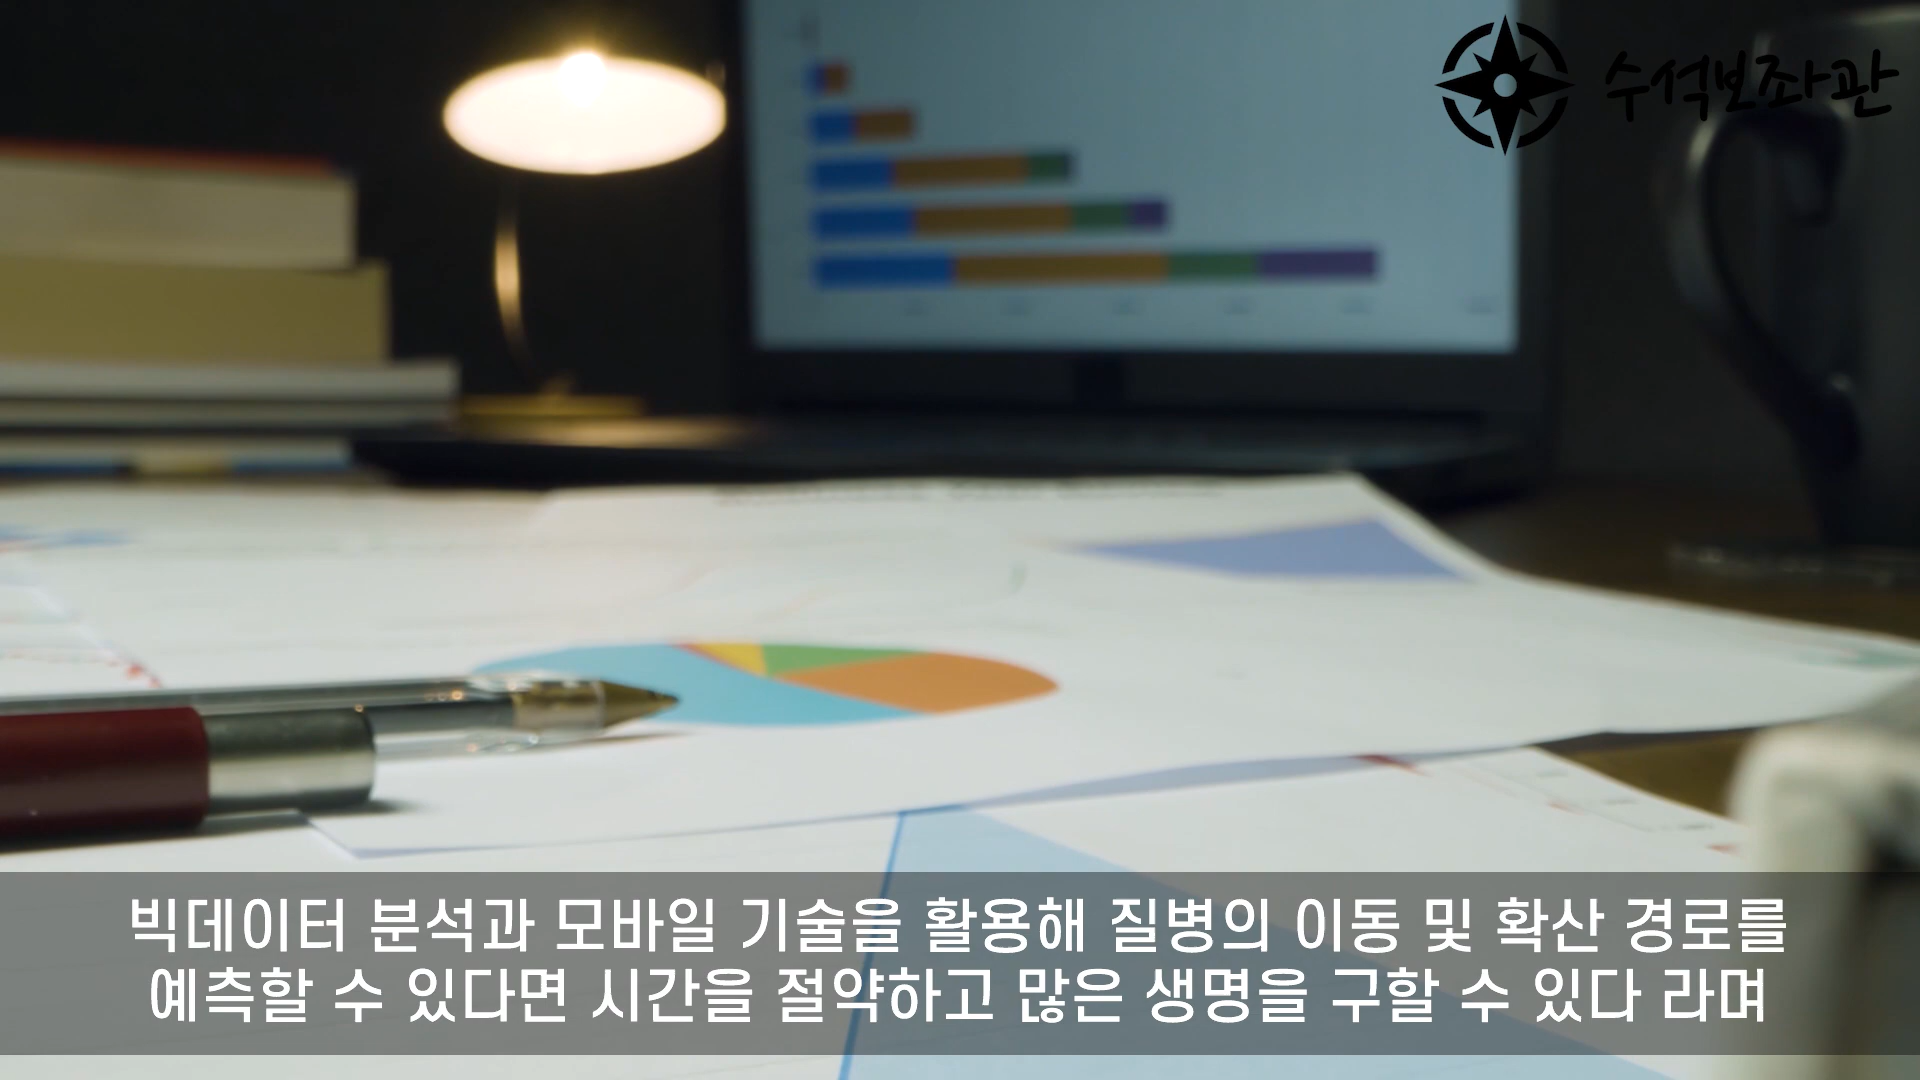 수석보좌관
빅데이터 분석과 모바일 기술을 활용해 질병의 이동 및 확산 경로를
예측할 수 있다면 시간을 절약하고 많은 생명을 구할 수 있다 라며